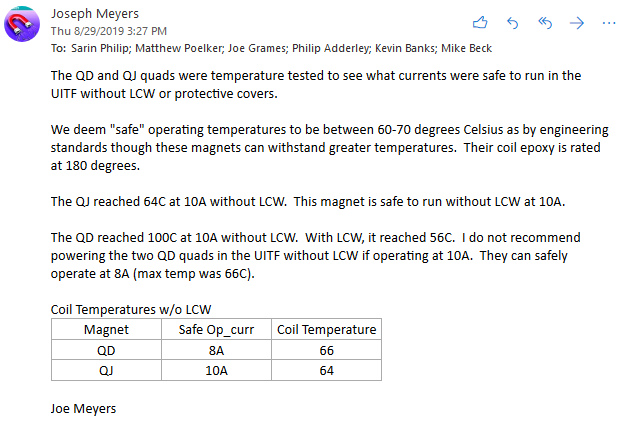 Joseph Meyers
Thu 8/29/2019 3:27 PM
To: Sarin Philip; Matthew Poelker; Joe Grames; Philip Adderley; Kevin Banks; Mike Beck
The QD and QJ quads were temperature tested to see what currents were safe to run in the
UITF without LCW or protective covers.
We deem "safe" operating temperatures to be between 60-70 degrees Celsius as by engineering
standards though these magnets can withstand greater temperatures.  Their coil epoxy is rated
at 180 degrees.
The QJ reached 64C at 10A without LCW.  This magnet is safe to run without LCW at 10A.
The QD reached 100C at 10A without LCW.  With LCW, it reached 56C.  I do not recommend
powering the two QD quads in the UITF without LCW if operating at 10A.  They can safely
operate at 8A (max temp was 66C).
Coil Temperatures w/o LCW
Magnet Safe Op_curr Coil Temperature
QD 8A 66
QJ 10A 64
Joe Meyers